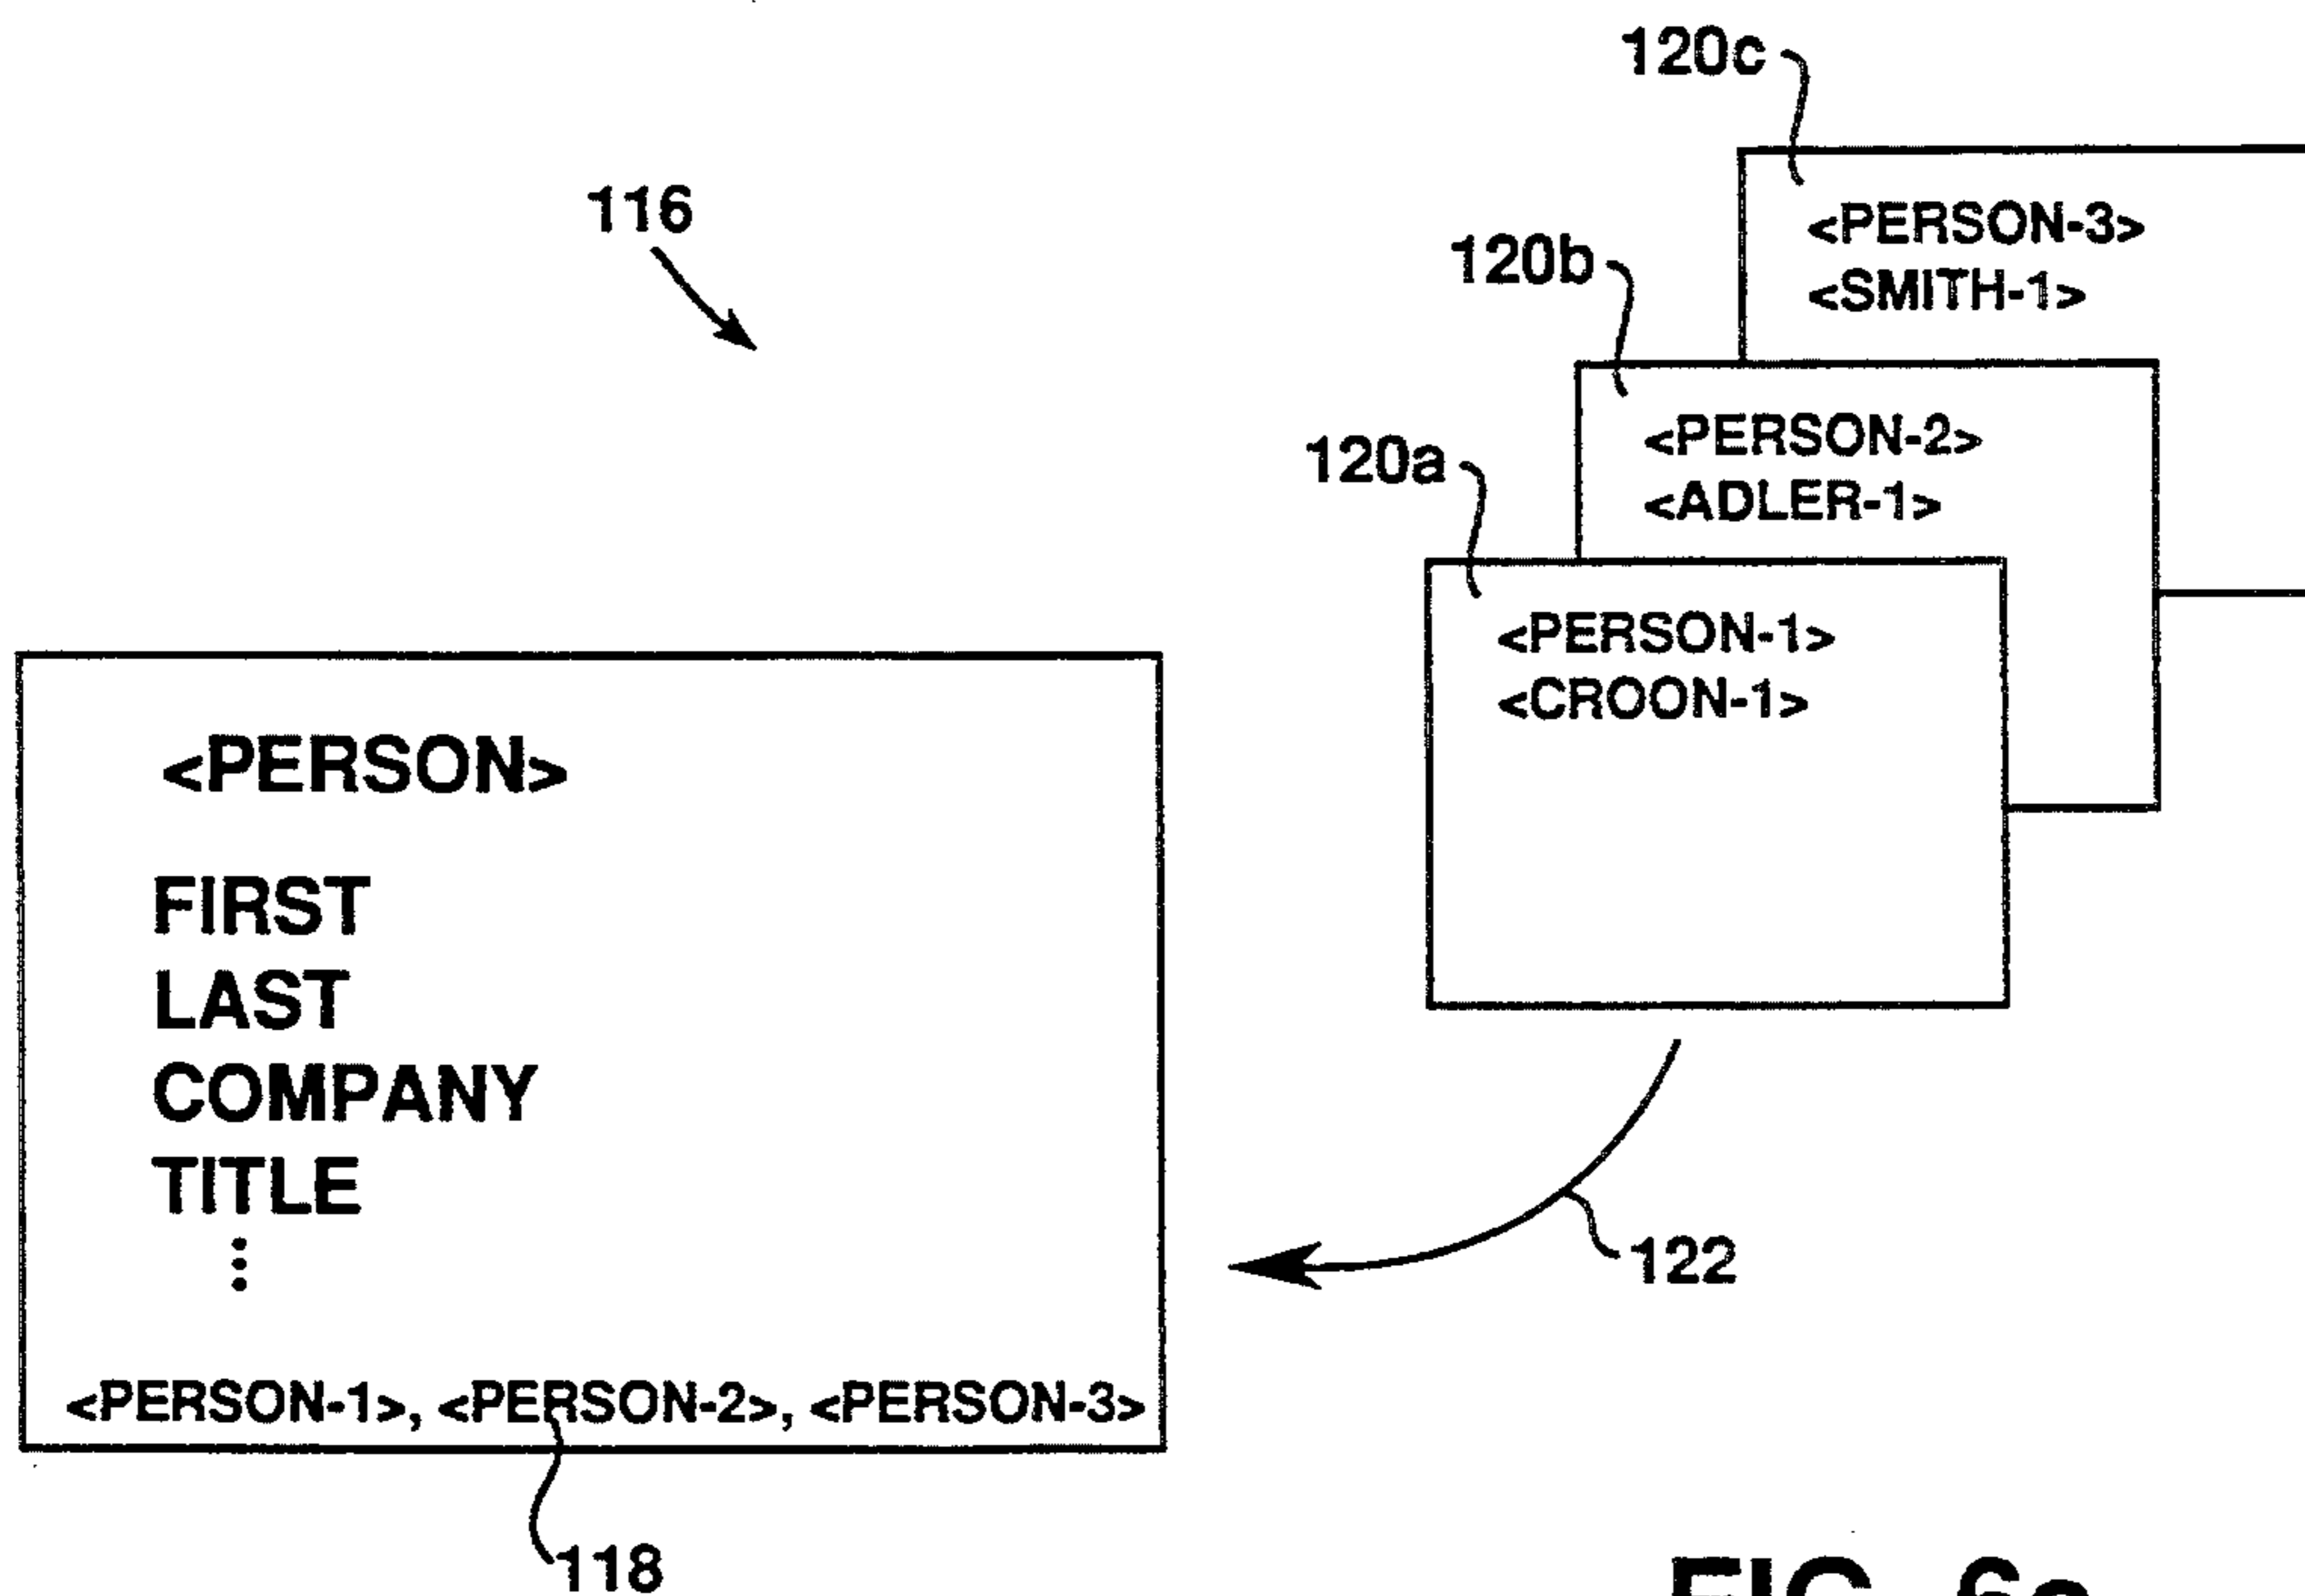 120c
116
<PERSON-3>
120b
<SMITH-1>
<PERSON-2>
120a
<ADLER-1>
<PERSON-1>
<CROON-1>
<PERSON>
FIRST
LAST
COMPANY
TITLE
122
<PERSON-1>, <PERSON-2>, <PERSON-3>
118